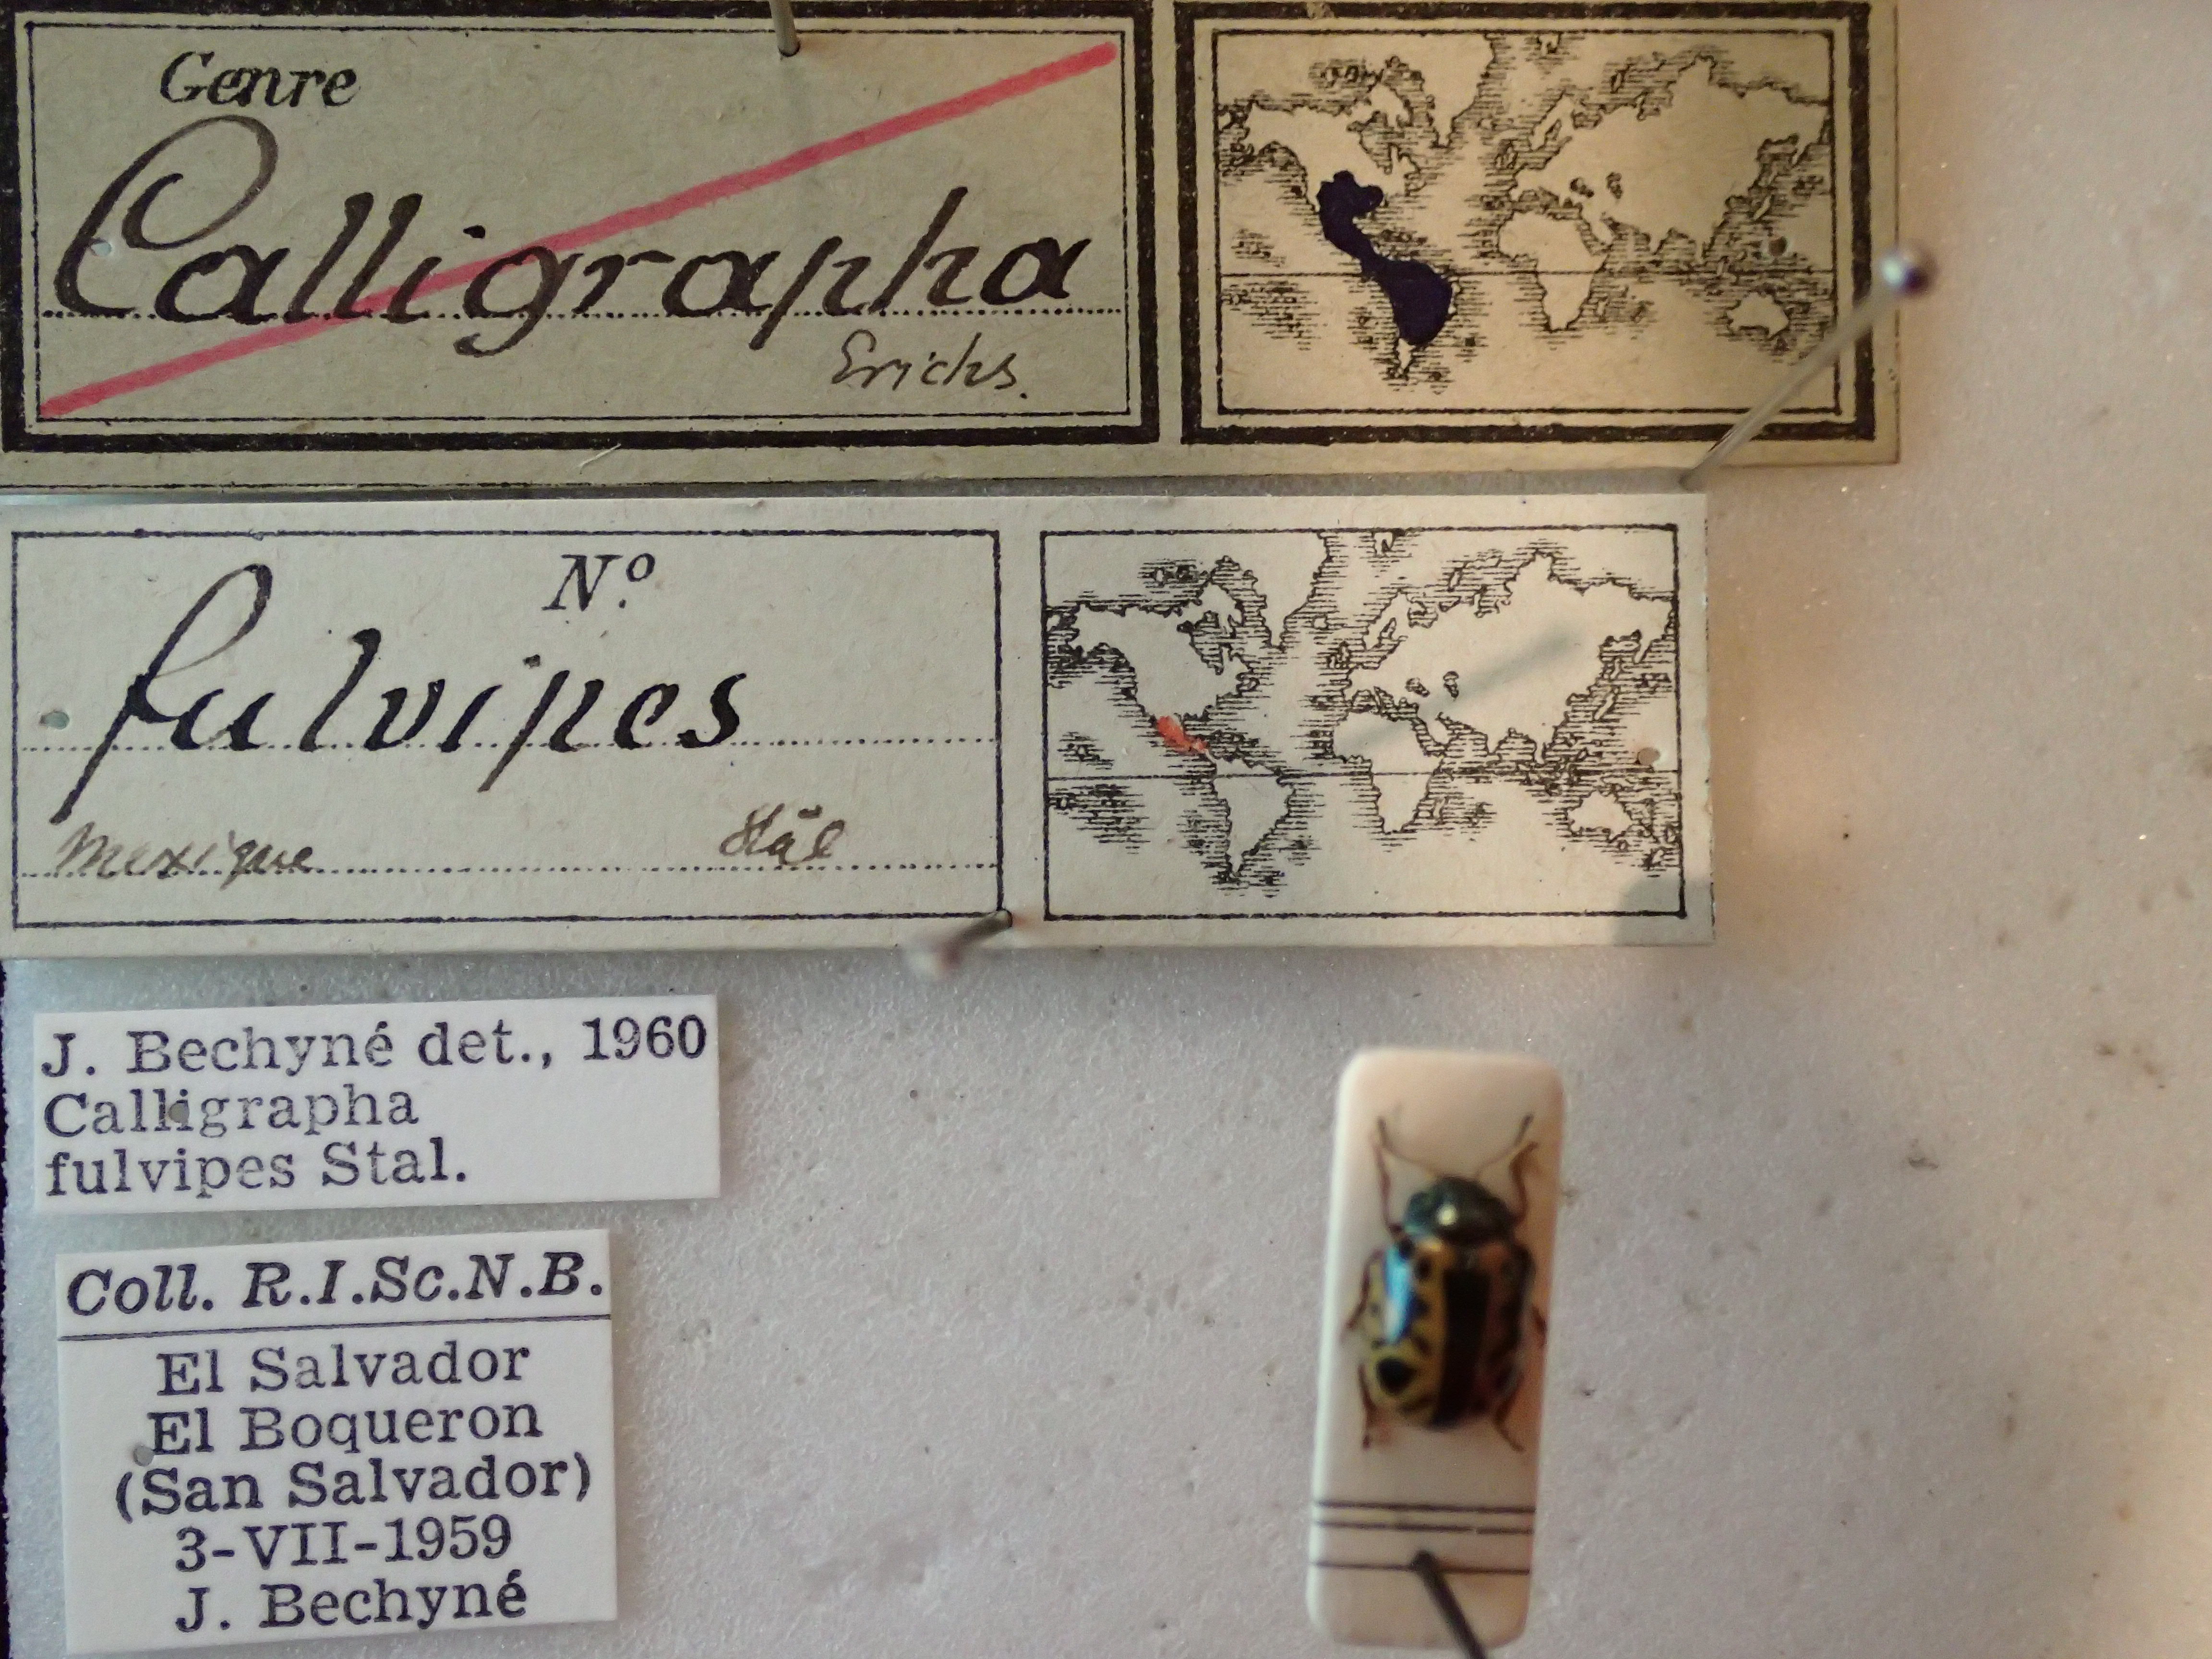 Genre
Calligrapha
Erichs.
Nº
fulvipes
Mexique Stål
J. Bechyné det., 1960
Calligrapha
fulvipes Stal.
Coll. R.I.Sc.N.B.
El Salvador
El Boqueron
(San Salvador)
3-VII-1959
J. Bechyné